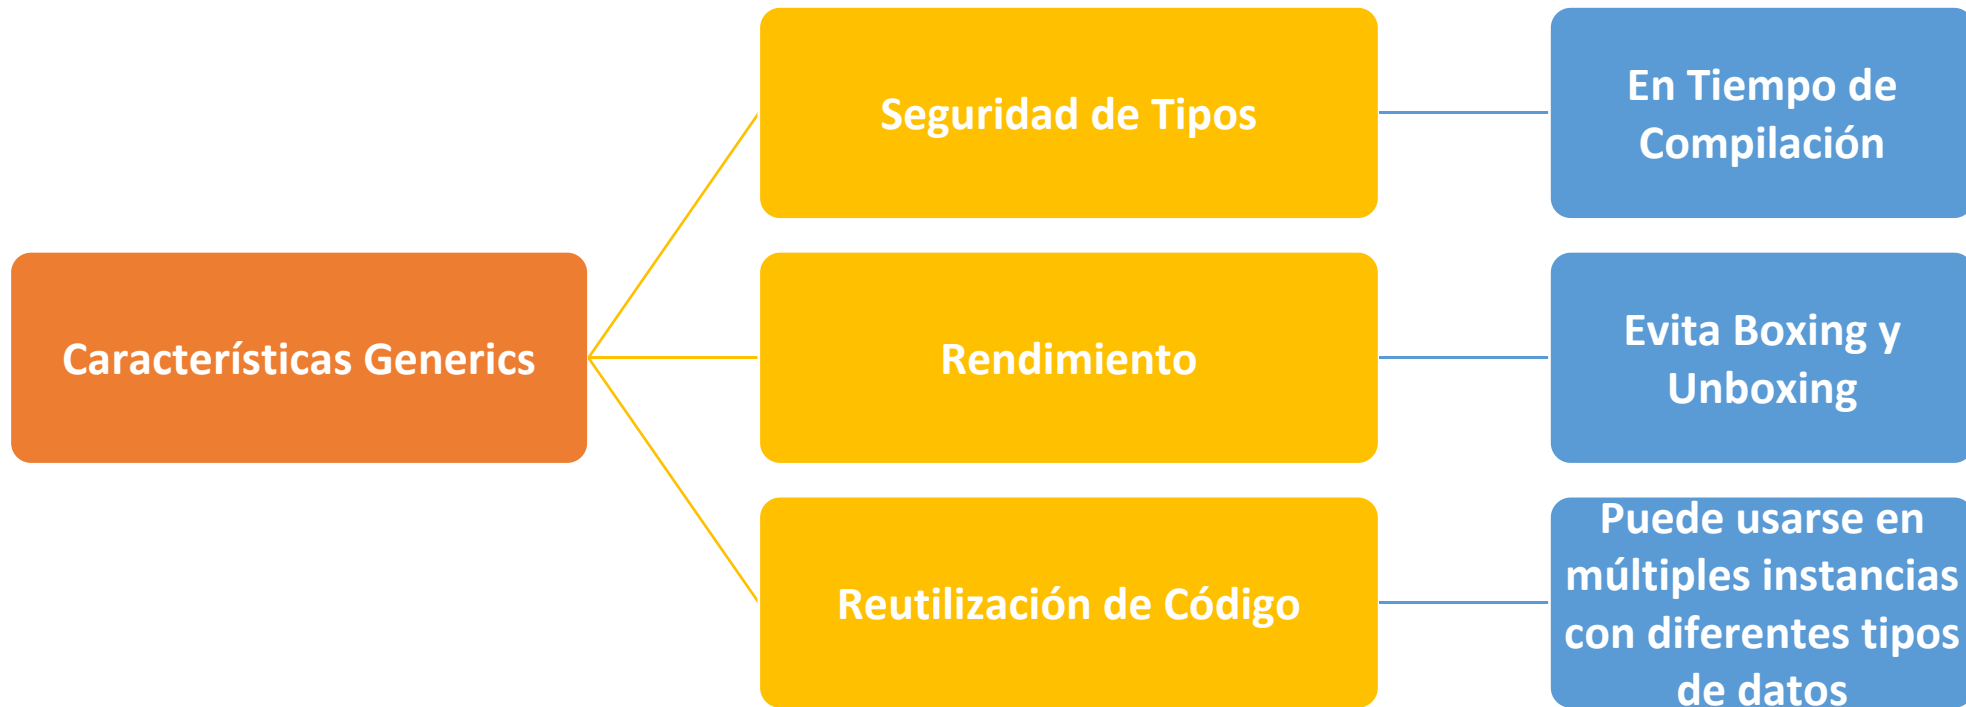 Características Generics
Seguridad de Tipos
En Tiempo de
Compilación
Rendimiento
Evita Boxing y
Unboxing
Reutilización de Código
Puede usarse en
múltiples instancias
con diferentes tipos
de datos